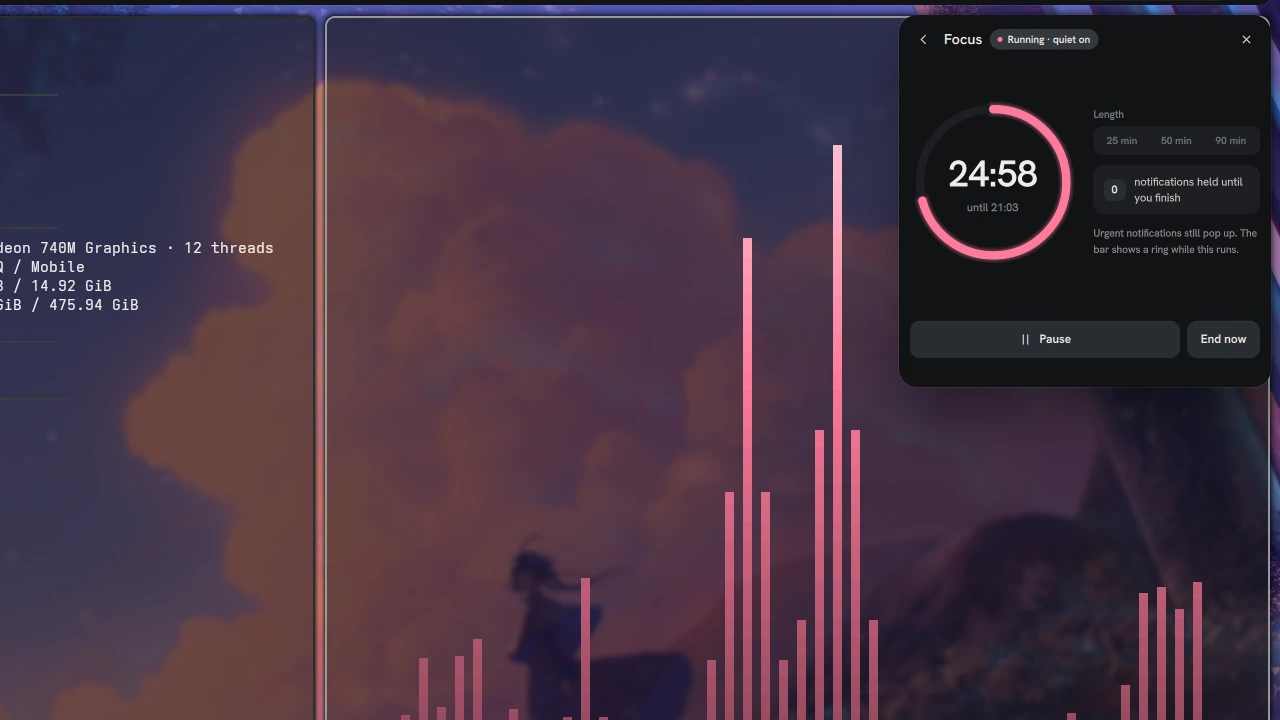 deon 740M Graphics · 12 threads
Q / Mobile
B / 14.92 GiB
GiB / 475.94 GiB
Focus
Running · quiet on
24:58
until 21:03
Length
25 min 50 min 90 min
0
notifications held until
you finish
Urgent notifications still pop up. The
bar shows a ring while this runs.
Pause
End now